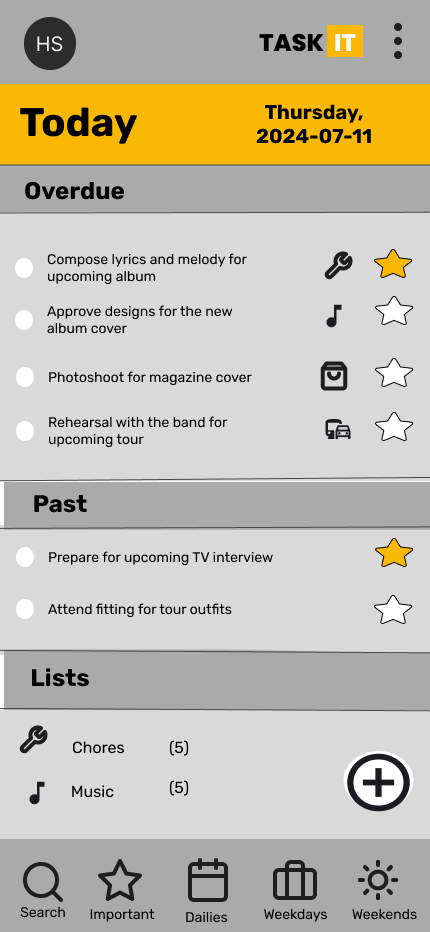 HS
TASK IT
Today
Thursday,
2024-07-11
Overdue
Compose lyrics and melody for
upcoming album
Approve designs for the new
album cover
Photoshoot for magazine cover
Rehearsal with the band for
upcoming tour
Past
Prepare for upcoming TV interview
Attend fitting for tour outfits
Lists
Chores (5)
Music (5)
Search Important Dailies Weekdays Weekends